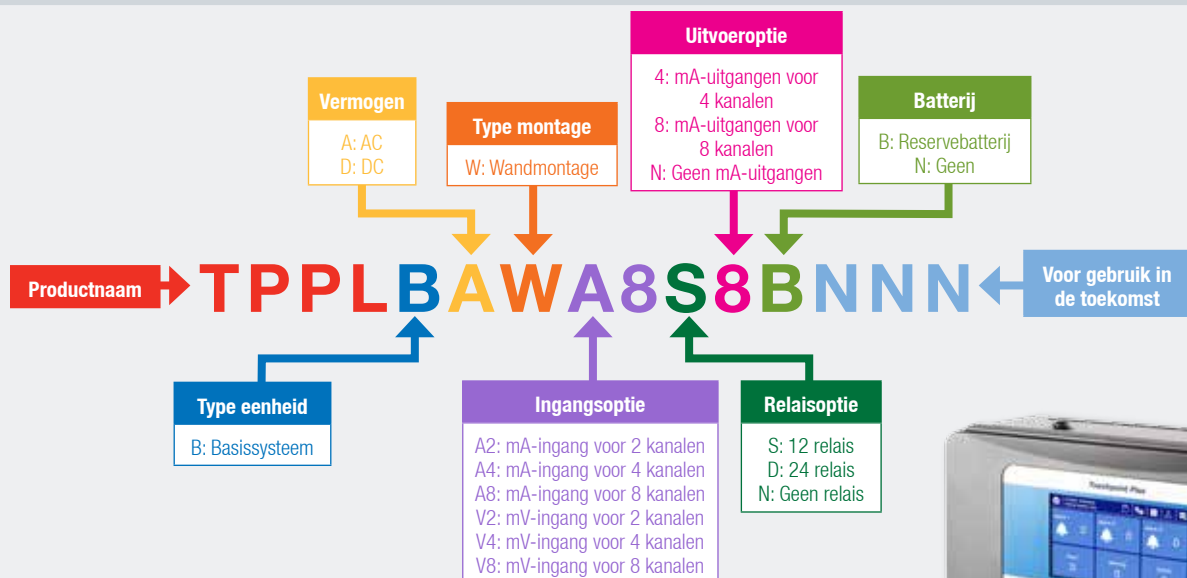 Uitvoeroptie
4: mA-uitgangen voor
4 kanalen
8: mA-uitgangen voor
8 kanalen
N: Geen mA-uitgangen
Vermogen
A: AC
D: DC
Type montage
W: Wandmontage
Batterij
B: Reservebatterij
N: Geen
Productnaam
TPPLBAWA8S8BNNN
Voor gebruik in
de toekomst
Type eenheid
B: Basissysteem
Ingangsoptie
A2: mA-ingang voor 2 kanalen
A4: mA-ingang voor 4 kanalen
A8: mA-ingang voor 8 kanalen
V2: mV-ingang voor 2 kanalen
V4: mV-ingang voor 4 kanalen
V8: mV-ingang voor 8 kanalen
Relaisoptie
S: 12 relais
D: 24 relais
N: Geen relais
Touchpoint Plus